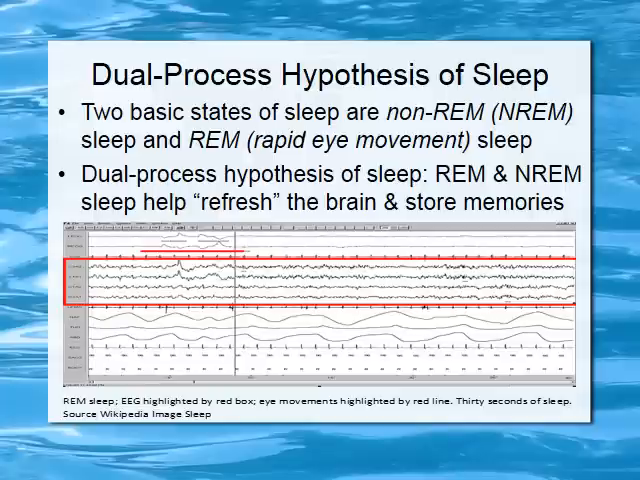 Dual-Process Hypothesis of Sleep
• Two basic states of sleep are non-REM (NREM)
sleep and REM (rapid eye movement) sleep
• Dual-process hypothesis of sleep: REM & NREM
sleep help “refresh” the brain & store memories
REM sleep; EEG highlighted by red box; eye movements highlighted by red line. Thirty seconds of sleep.
Source Wikipedia Image Sleep